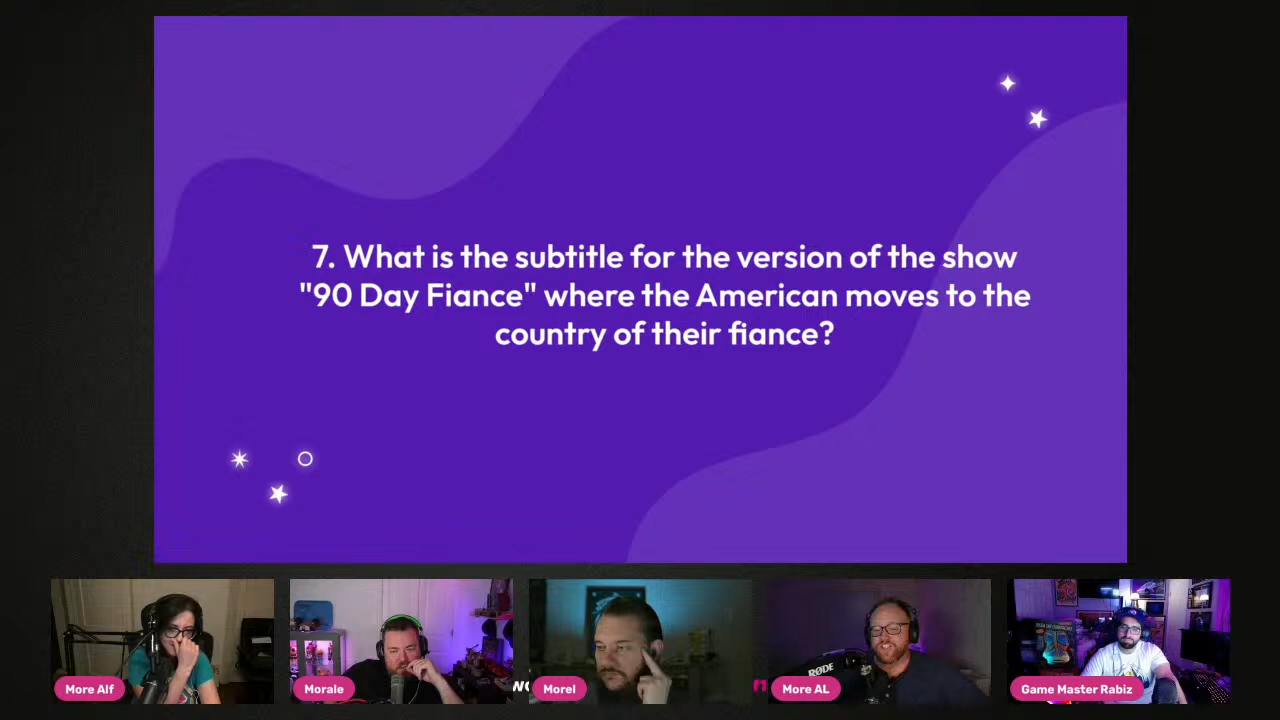 7. What is the subtitle for the version of the show
"90 Day Fiance" where the American moves to the
country of their fiance?
RØDE
More Alf
Morale
Morel
More AL
Game Master Rabiz